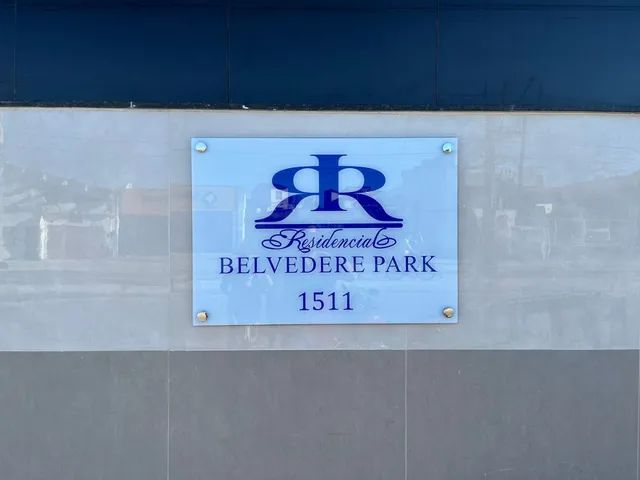 RR
Residencial
BELVEDERE PARK
1511